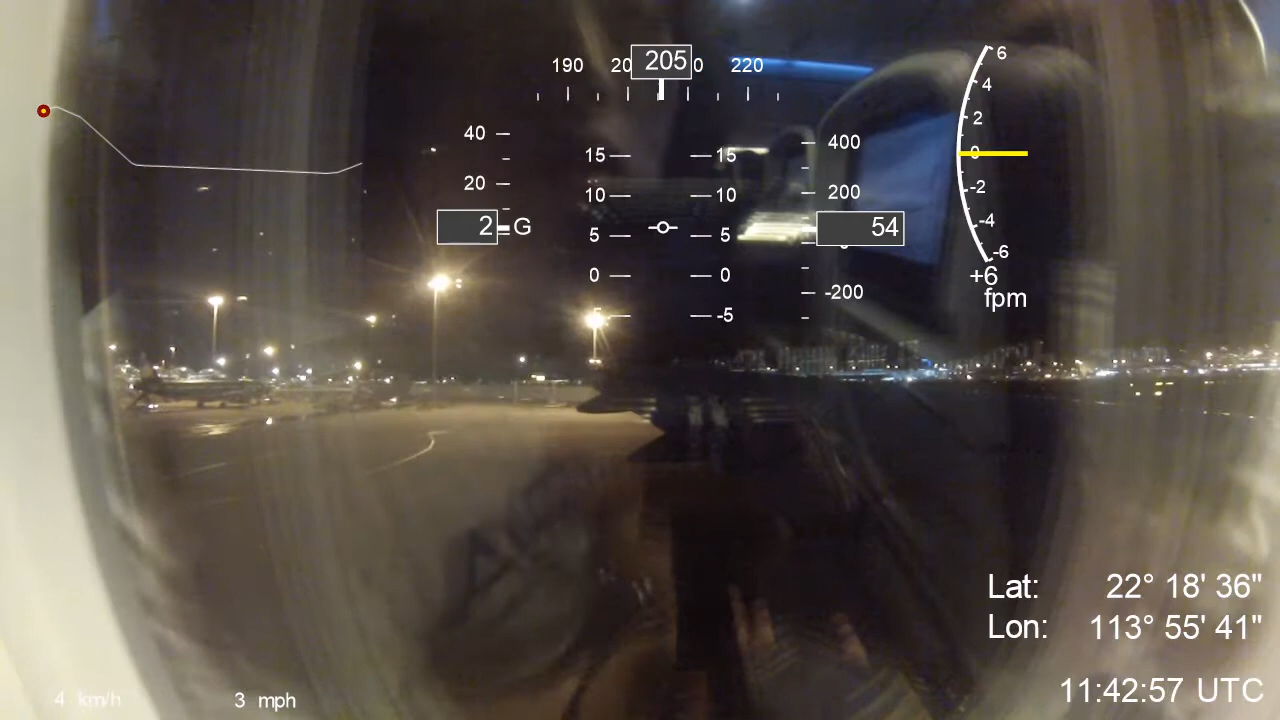 190 20 205 0 220
6
4
2
0
-2
-4
-6
+6
fpm
40
20
2 G
15 15
10 10
5 5
0 0
-5
400
200
54
-200
Lat: 22° 18' 36"
Lon: 113° 55' 41"
4 km/h 3 mph
11:42:57 UTC